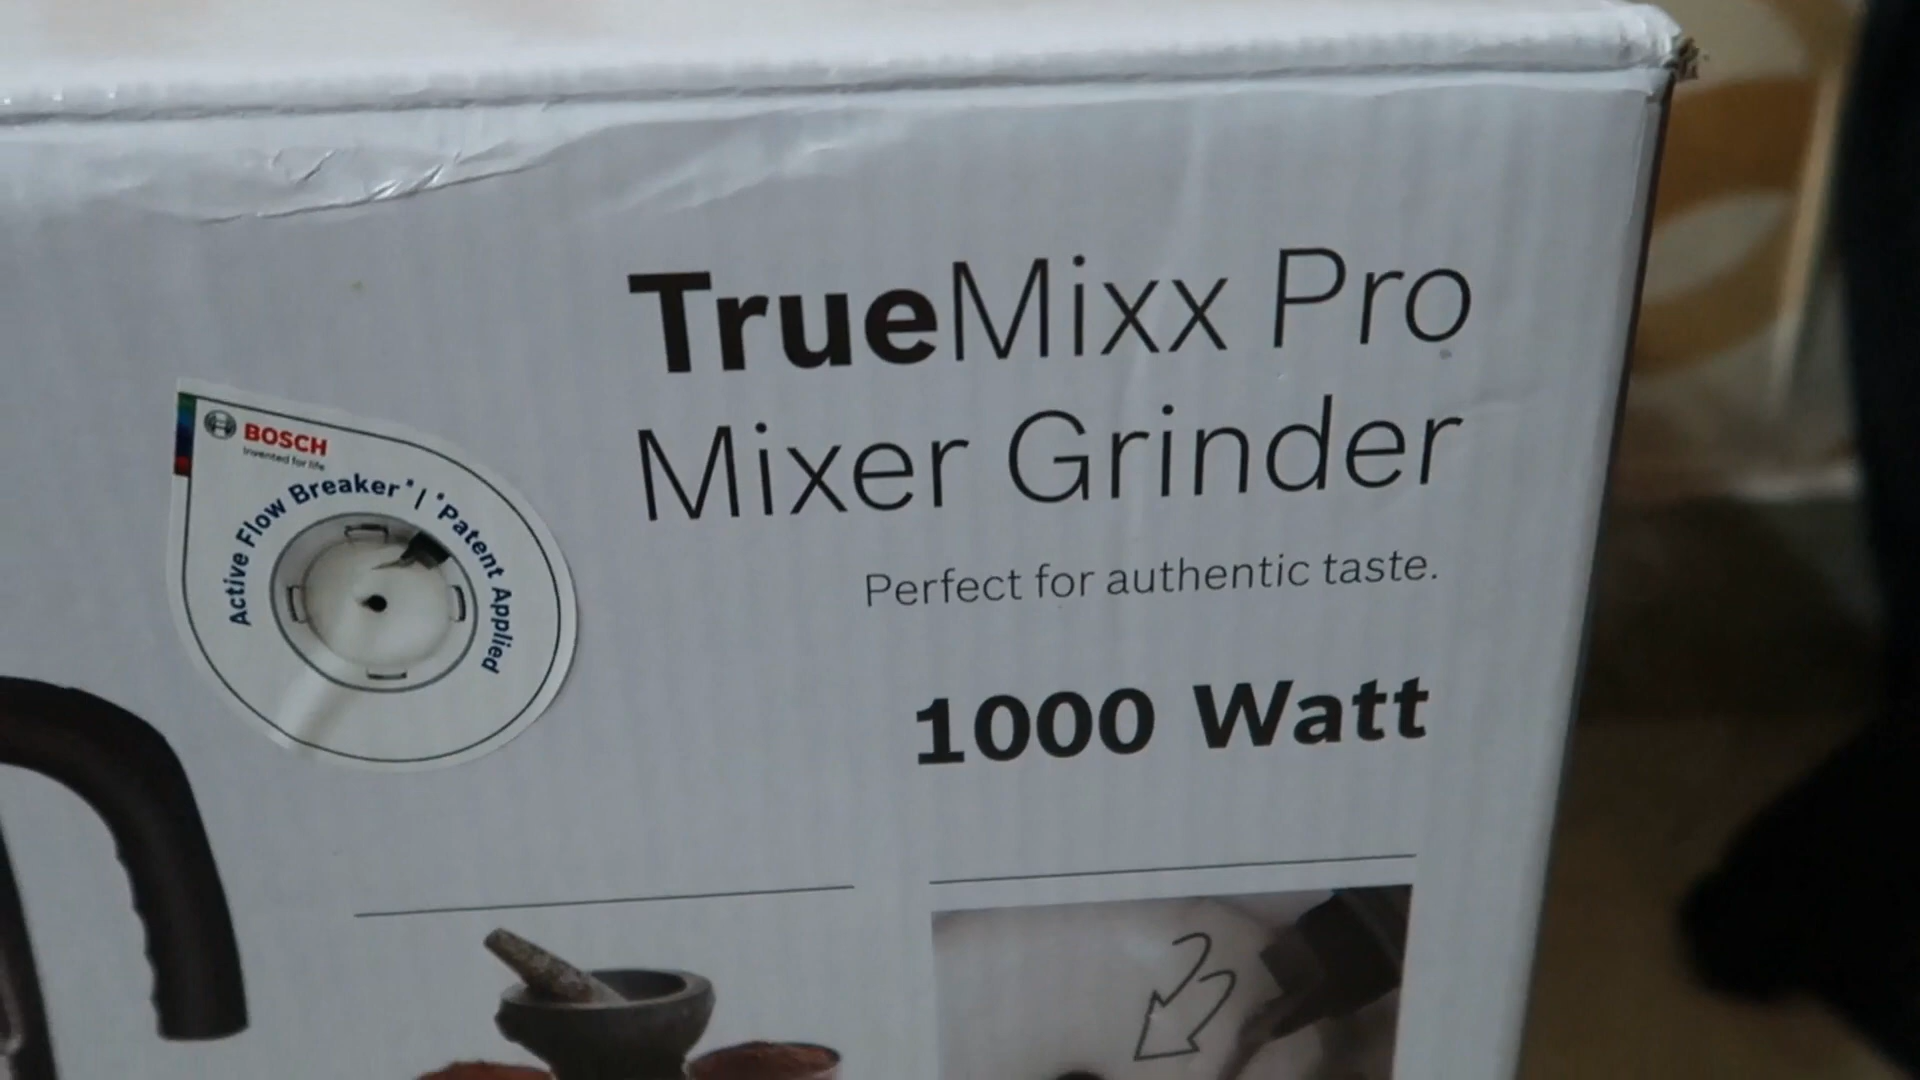 TrueMixx Pro
Mixer Grinder
Perfect for authentic taste.
1000 Watt
BOSCH
Invented for life
Active Flow Breaker* | *Patent Applied